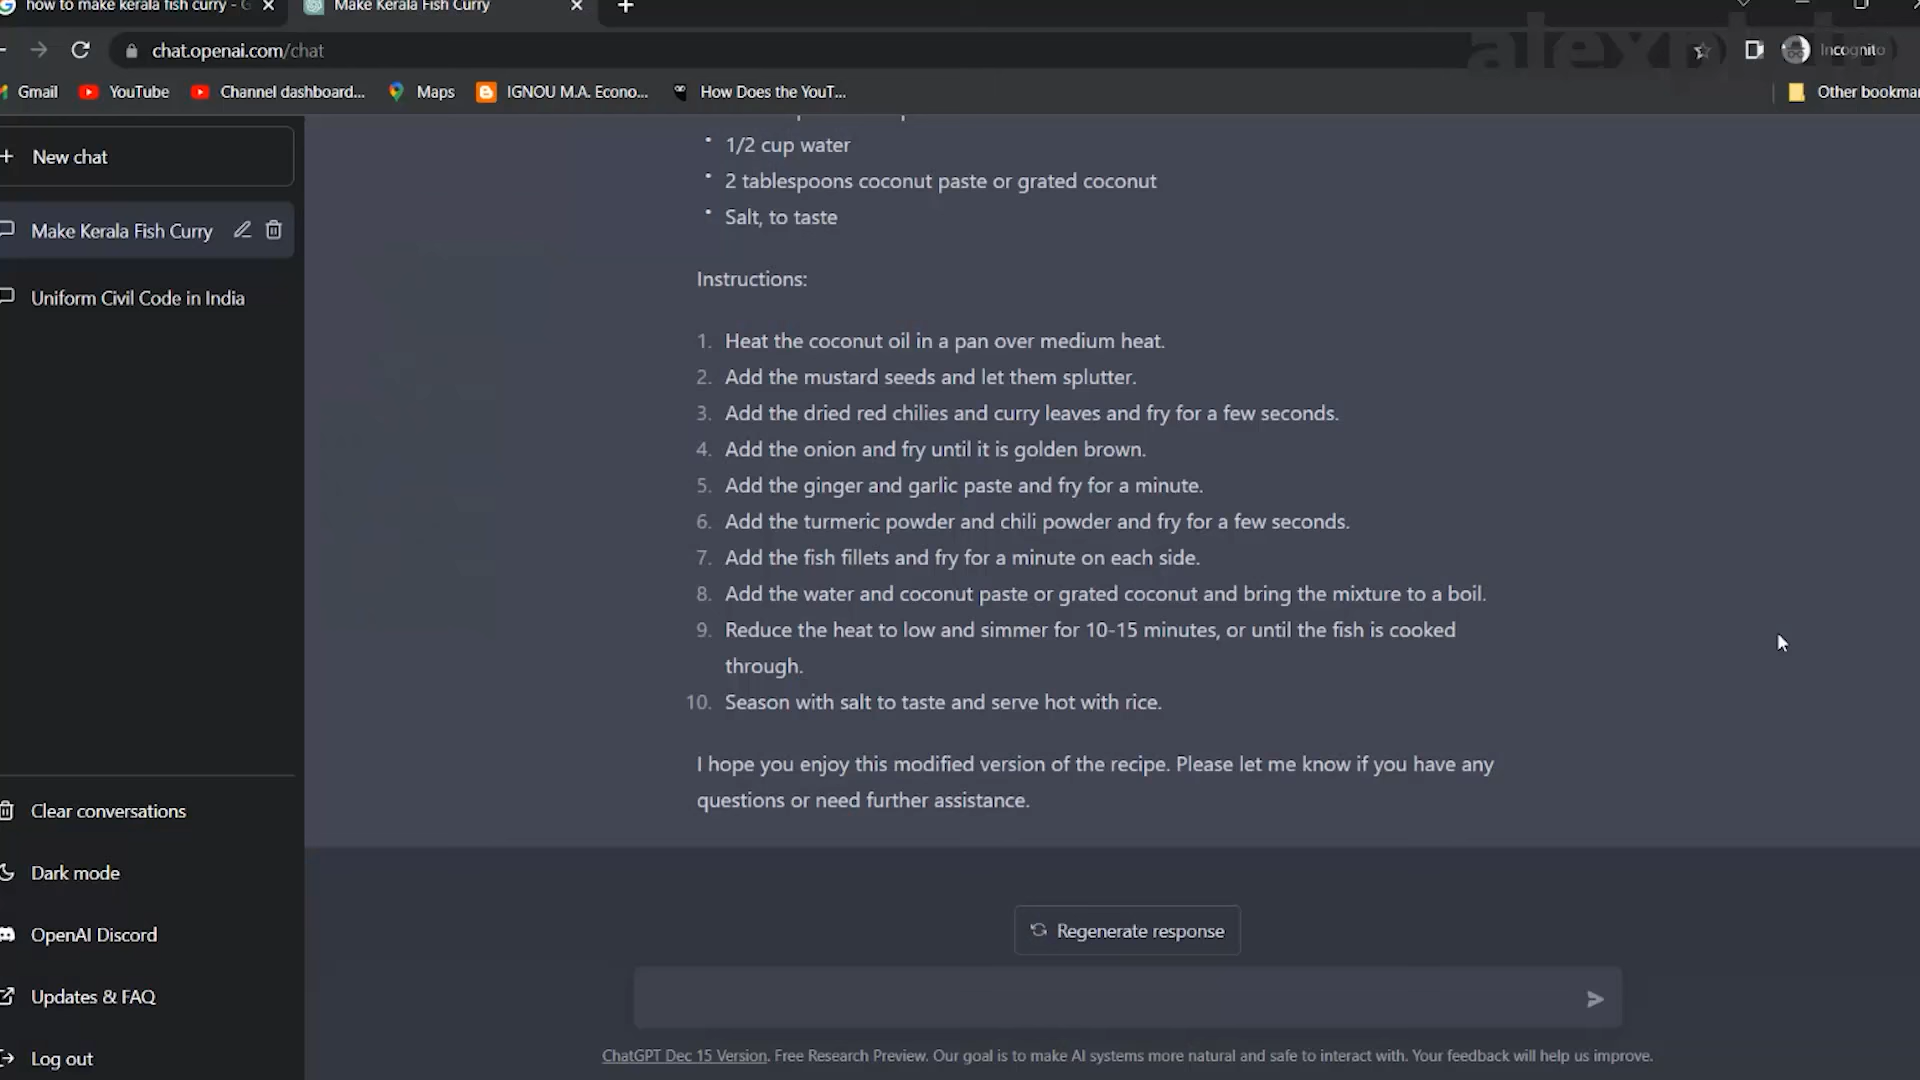 how to make kerala fish curry - G
Make Kerala Fish Curry
chat.openai.com/chat
Incognito
Gmail
YouTube
Channel dashboard...
Maps
IGNOU M.A. Econo...
How Does the YouT...
Other bookmar
New chat
Make Kerala Fish Curry
Uniform Civil Code in India
• 1/2 cup water
• 2 tablespoons coconut paste or grated coconut
• Salt, to taste
Instructions:
1. Heat the coconut oil in a pan over medium heat.
2. Add the mustard seeds and let them splutter.
3. Add the dried red chilies and curry leaves and fry for a few seconds.
4. Add the onion and fry until it is golden brown.
5. Add the ginger and garlic paste and fry for a minute.
6. Add the turmeric powder and chili powder and fry for a few seconds.
7. Add the fish fillets and fry for a minute on each side.
8. Add the water and coconut paste or grated coconut and bring the mixture to a boil.
9. Reduce the heat to low and simmer for 10-15 minutes, or until the fish is cooked
through.
10. Season with salt to taste and serve hot with rice.
I hope you enjoy this modified version of the recipe. Please let me know if you have any
questions or need further assistance.
Clear conversations
Dark mode
OpenAI Discord
Updates & FAQ
Log out
Regenerate response
ChatGPT Dec 15 Version. Free Research Preview. Our goal is to make AI systems more natural and safe to interact with. Your feedback will help us improve.